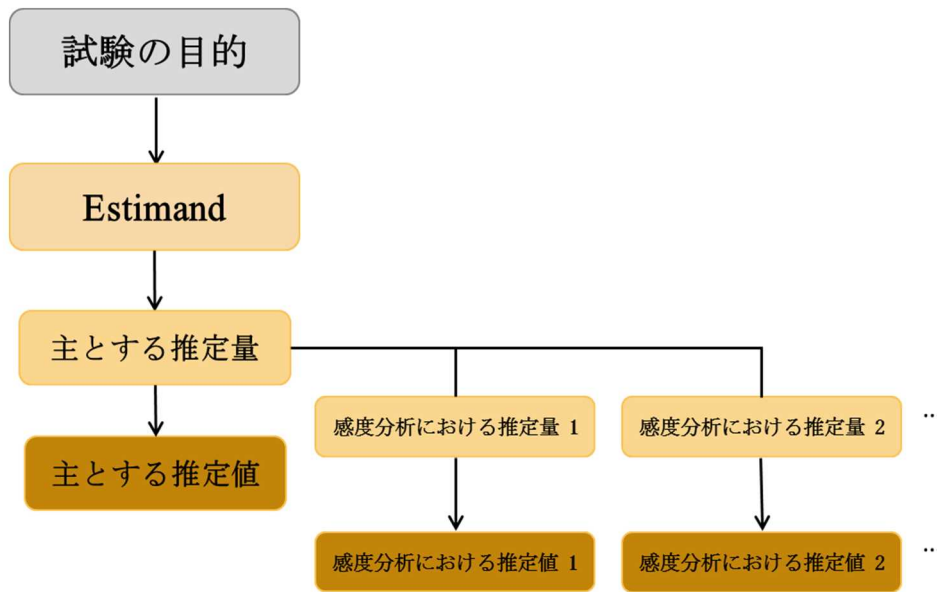 試験の目的
Estimand
主とする推定量
感度分析における推定量 1
感度分析における推定量 2
..
主とする推定値
感度分析における推定値 1
感度分析における推定値 2
..